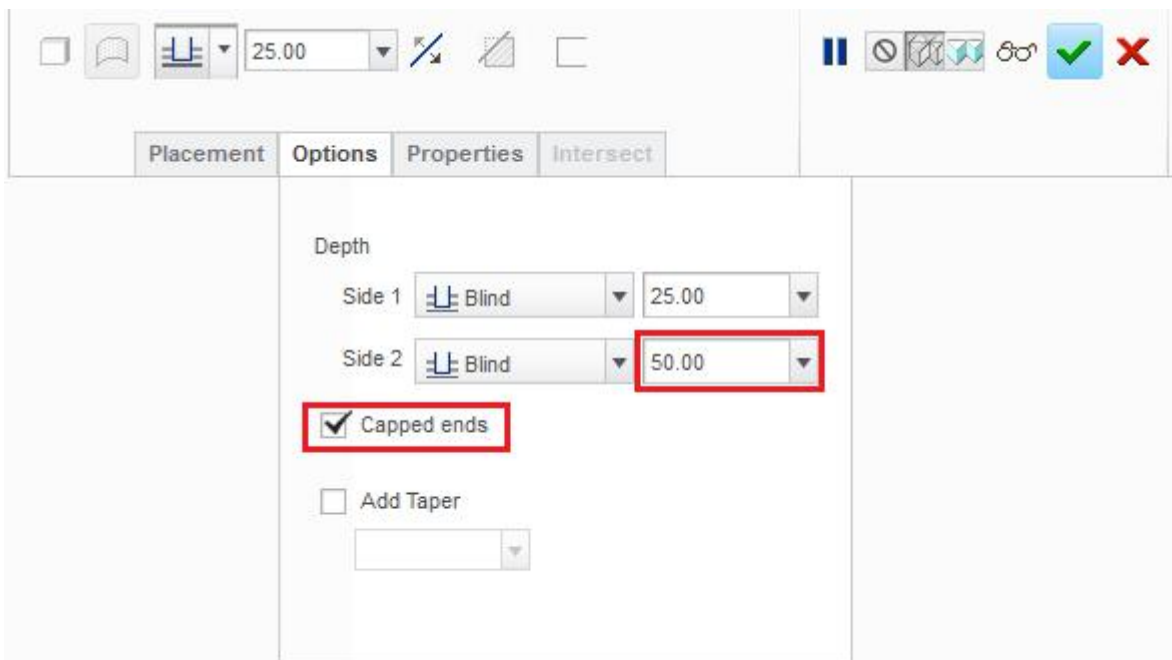 25.00
Placement Options Properties Intersect
Depth
Side 1 Blind 25.00
Side 2 Blind 50.00
Capped ends
Add Taper